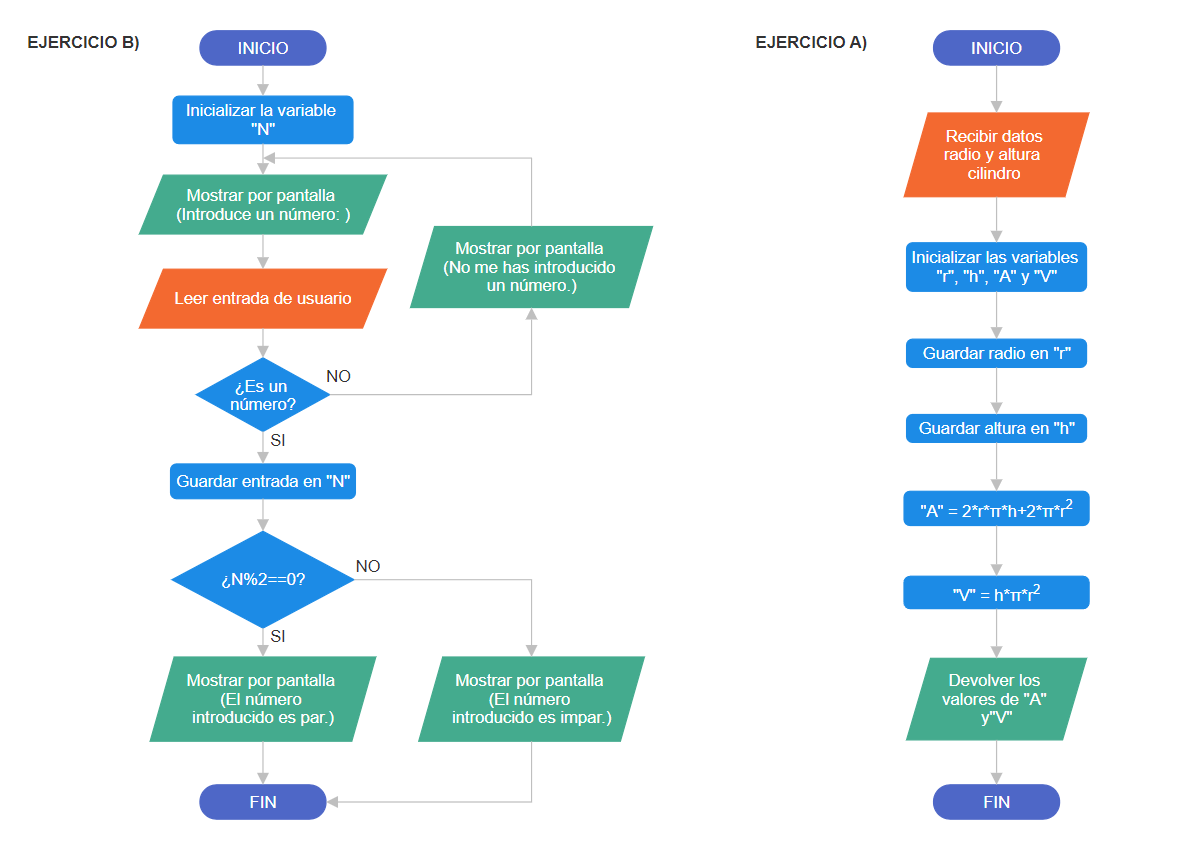 EJERCICIO B)
INICIO
Inicializar la variable
"N"
Mostrar por pantalla
(Introduce un número: )
Mostrar por pantalla
(No me has introducido
un número.)
Leer entrada de usuario
¿Es un
número?
NO
SI
Guardar entrada en "N"
¿N%2==0?
NO
SI
Mostrar por pantalla
(El número
introducido es par.)
Mostrar por pantalla
(El número
introducido es impar.)
FIN
EJERCICIO A)
INICIO
Recibir datos
radio y altura
cilindro
Inicializar las variables
"r", "h", "A" y "V"
Guardar radio en "r"
Guardar altura en "h"
"A" = 2*r*π*h+2*π*r²
"V" = h*π*r²
Devolver los
valores de "A"
y"V"
FIN